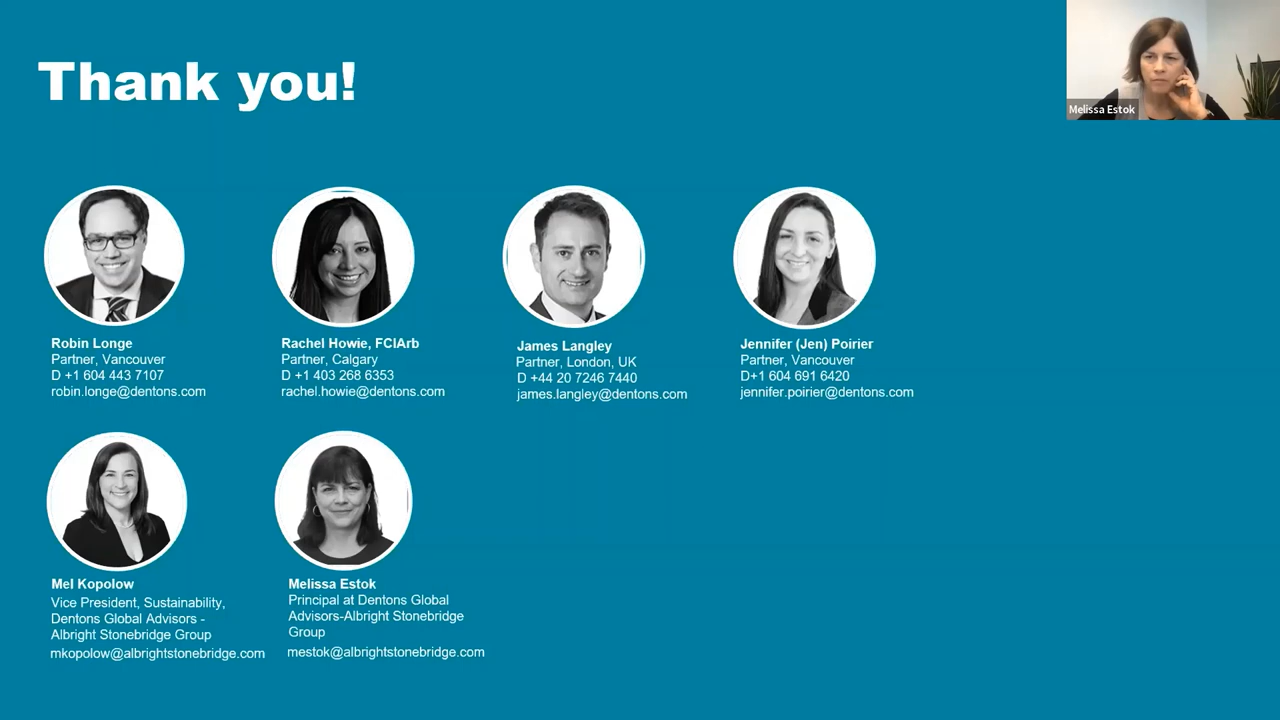 Thank you!
Melissa Estok
Robin Longe
Partner, Vancouver
D +1 604 443 7107
robin.longe@dentons.com
Rachel Howie, FCIArb
Partner, Calgary
D +1 403 268 6353
rachel.howie@dentons.com
James Langley
Partner, London, UK
D +44 20 7246 7440
james.langley@dentons.com
Jennifer (Jen) Poirier
Partner, Vancouver
D+1 604 691 6420
jennifer.poirier@dentons.com
Mel Kopolow
Vice President, Sustainability,
Dentons Global Advisors -
Albright Stonebridge Group
mkopolow@albrightstonebridge.com
Melissa Estok
Principal at Dentons Global
Advisors-Albright Stonebridge
Group
mestok@albrightstonebridge.com